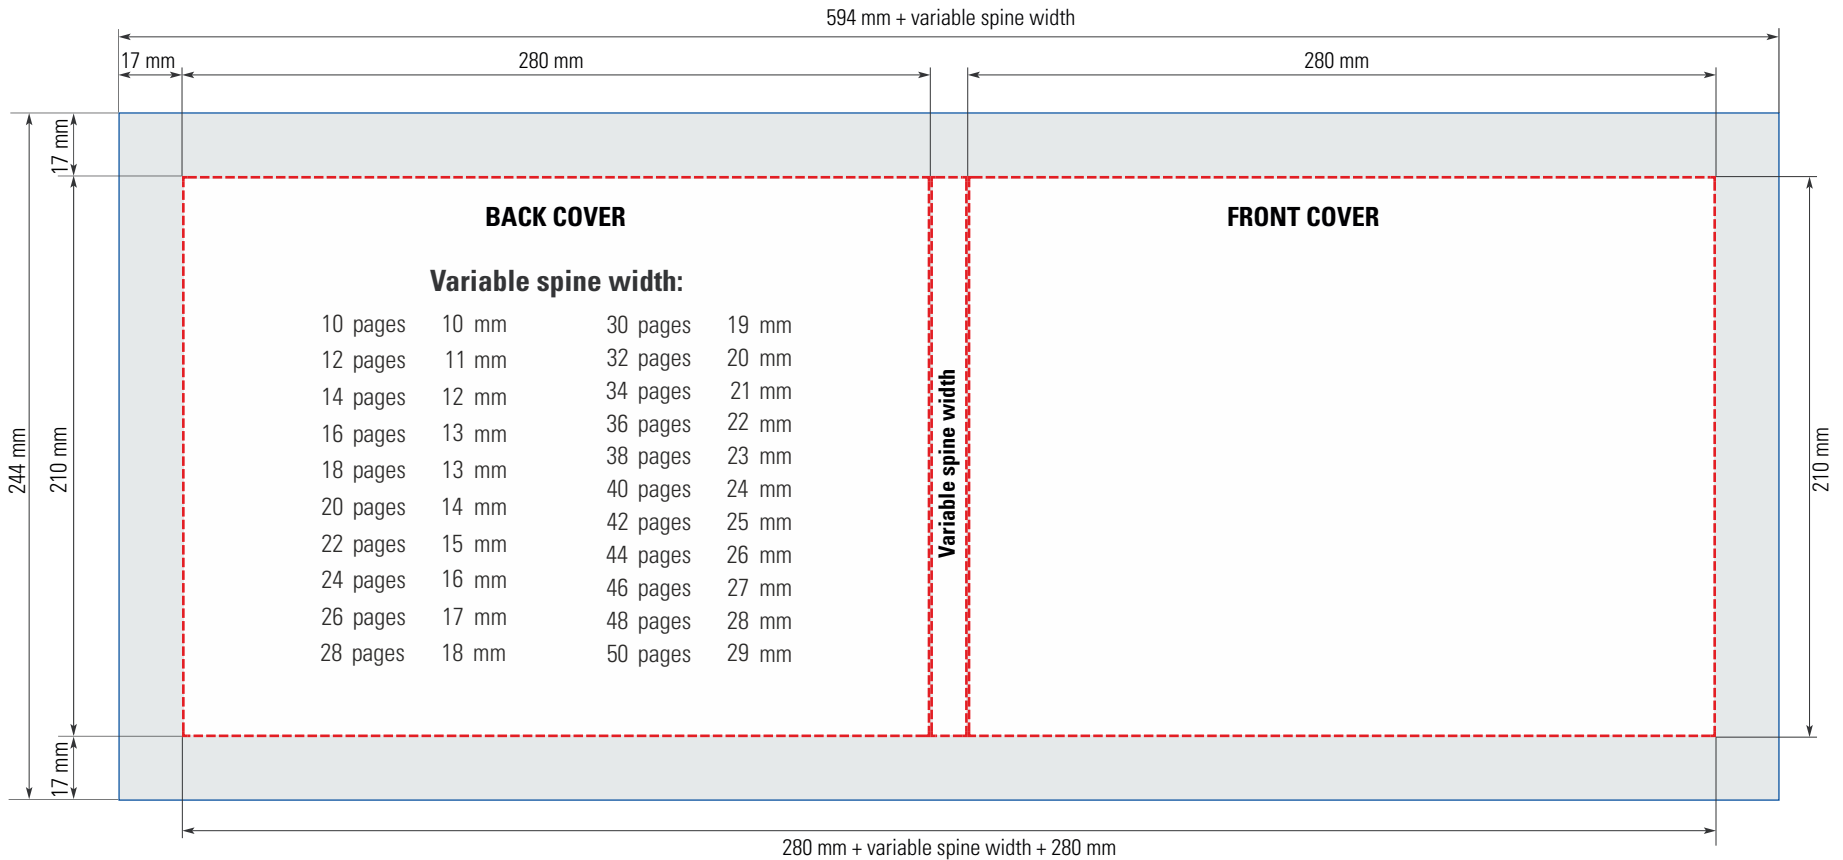 594 mm + variable spine width
17 mm
280 mm
280 mm
17 mm
BACK COVER
FRONT COVER
Variable spine width:
10 pages 10 mm
12 pages 11 mm
14 pages 12 mm
16 pages 13 mm
18 pages 13 mm
20 pages 14 mm
22 pages 15 mm
24 pages 16 mm
26 pages 17 mm
28 pages 18 mm
30 pages 19 mm
32 pages 20 mm
34 pages 21 mm
36 pages 22 mm
38 pages 23 mm
40 pages 24 mm
42 pages 25 mm
44 pages 26 mm
46 pages 27 mm
48 pages 28 mm
50 pages 29 mm
Variable spine width
244 mm
210 mm
210 mm
17 mm
280 mm + variable spine width + 280 mm